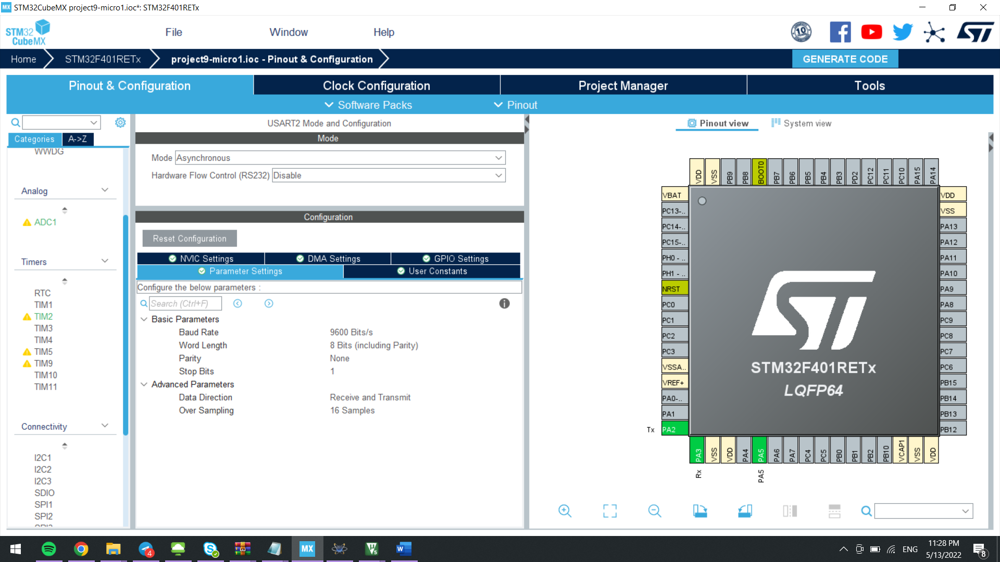 MX STM32CubeMX project9-micro1.ioc*: STM32F401RETx
STM32
CubeMX
File
Window
Help
10
Home
STM32F401RETx
project9-micro1.ioc - Pinout & Configuration
GENERATE CODE
Pinout & Configuration
Clock Configuration
Project Manager
Tools
Software Packs
Pinout
Categories
A->Z
WWDG
Analog
ADC1
Timers
RTC
TIM1
TIM2
TIM3
TIM4
TIM5
TIM9
TIM10
TIM11
Connectivity
I2C1
I2C2
I2C3
SDIO
SPI1
SPI2
USART2 Mode and Configuration
Mode
Mode Asynchronous
Hardware Flow Control (RS232) Disable
Configuration
Reset Configuration
NVIC Settings
DMA Settings
GPIO Settings
Parameter Settings
User Constants
Configure the below parameters :
Search (Ctrl+F)
Basic Parameters
Baud Rate 9600 Bits/s
Word Length 8 Bits (including Parity)
Parity None
Stop Bits 1
Advanced Parameters
Data Direction Receive and Transmit
Over Sampling 16 Samples
Pinout view
System view
VDD
VSS
PB9
PB8
BOOT0
PB7
PB6
PB5
PB4
PB3
PD2
PC12
PC11
PC10
PA15
PA14
VBAT
PC13-..
PC14-..
PC15-..
PH0 - ..
PH1 - ..
NRST
PC0
PC1
PC2
PC3
VSSA..
VREF+
PA0-..
PA1
Tx PA2
STM32F401RETx
LQFP64
VDD
VSS
PA13
PA12
PA11
PA10
PA9
PA8
PC9
PC8
PC7
PC6
PB15
PB14
PB13
PB12
PA3
VSS
VDD
PA4
PA5
PA6
PA7
PC4
PC5
PB0
PB1
PB2
PB10
VCAP1
VSS
VDD
Rx
PA5
4
MX
ENG
11:28 PM
5/13/2022
8